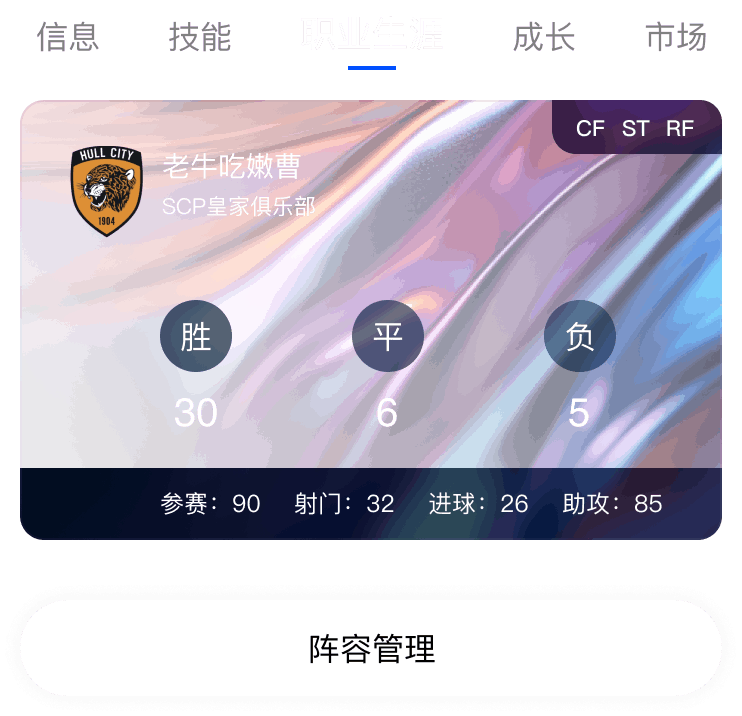 信息 技能 职业生涯 成长 市场
CF ST RF
HULL CITY
1904
老牛吃嫩曹
SCP皇家俱乐部
胜 平 负
30 6 5
参赛：90 射门：32 进球：26 助攻：85
阵容管理